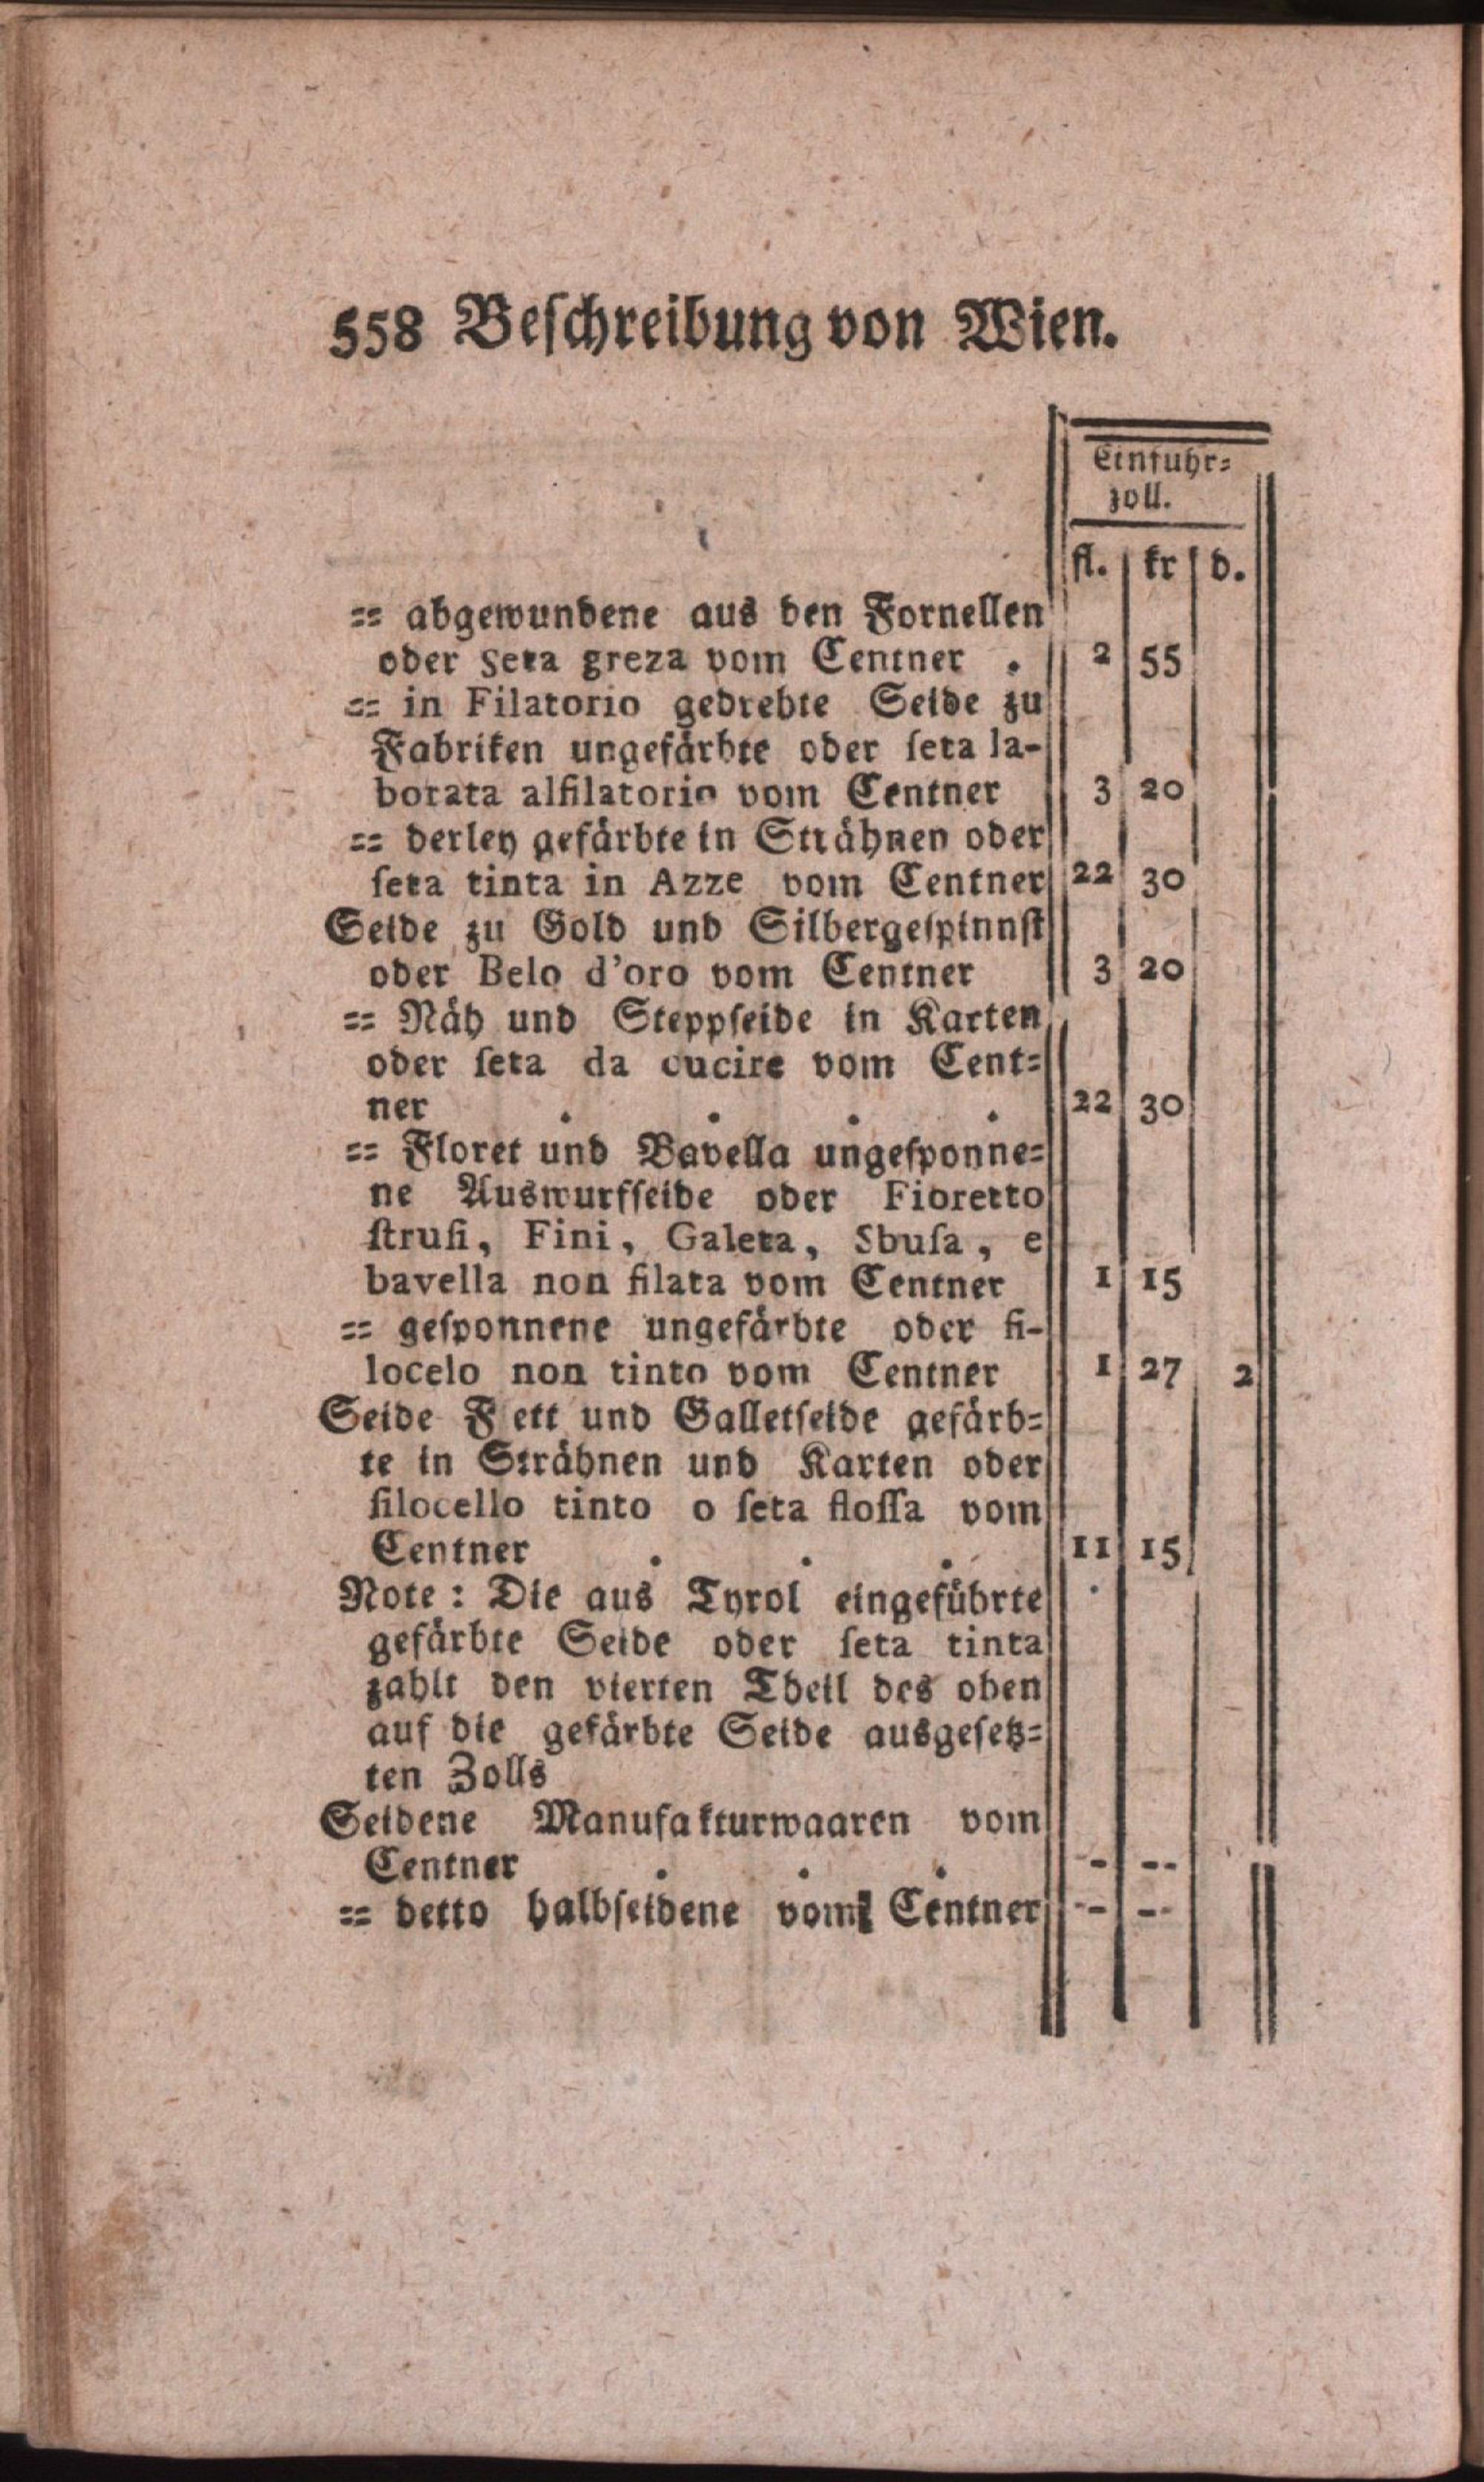 558 Beſchreibung von Wien.
Einfuhr⸗
zoll.
fl. kr d.
⸗⸗ abgewundene aus den Fornellen
oder Seta greza vom Centner . 2 55
⸗⸗ in Filatorio gedrehte Seide zu
Fabriken ungefärbte oder ſeta la-
borata alfilatorio vom Centner 3 20
⸗⸗ derley gefärbte in Strähnen oder
ſeta tinta in Azze vom Centner 22 30
Seide zu Gold und Silbergeſpinnſt
oder Belo d'oro vom Centner 3 20
⸗⸗ Näh und Steppſeide in Karten
oder ſeta da cucire vom Cent⸗
ner . . . . 22 30
⸗⸗ Floret und Bavella ungeſponne⸗
ne Auswurfſeide oder Fioretto
ſtruſi, Fini, Galeta, Sbuſa, e
bavella non filata vom Centner 1 15
⸗⸗ geſponnene ungefärbte oder fi-
locelo non tinto vom Centner 1 27 2
Seide Fett und Galletſeide gefärb⸗
te in Strähnen und Karten oder
filocello tinto o ſeta floſſa vom
Centner . . . 11 15
Note: Die aus Tyrol eingeführte
gefärbte Seide oder ſeta tinta
zahlt den vierten Theil des oben
auf die gefärbte Seide ausgeſetz⸗
ten Zolls
Seidene Manufakturwaaren vom
Centner . . . -- --
⸗⸗ detto halbſeidene vom Centner -- --